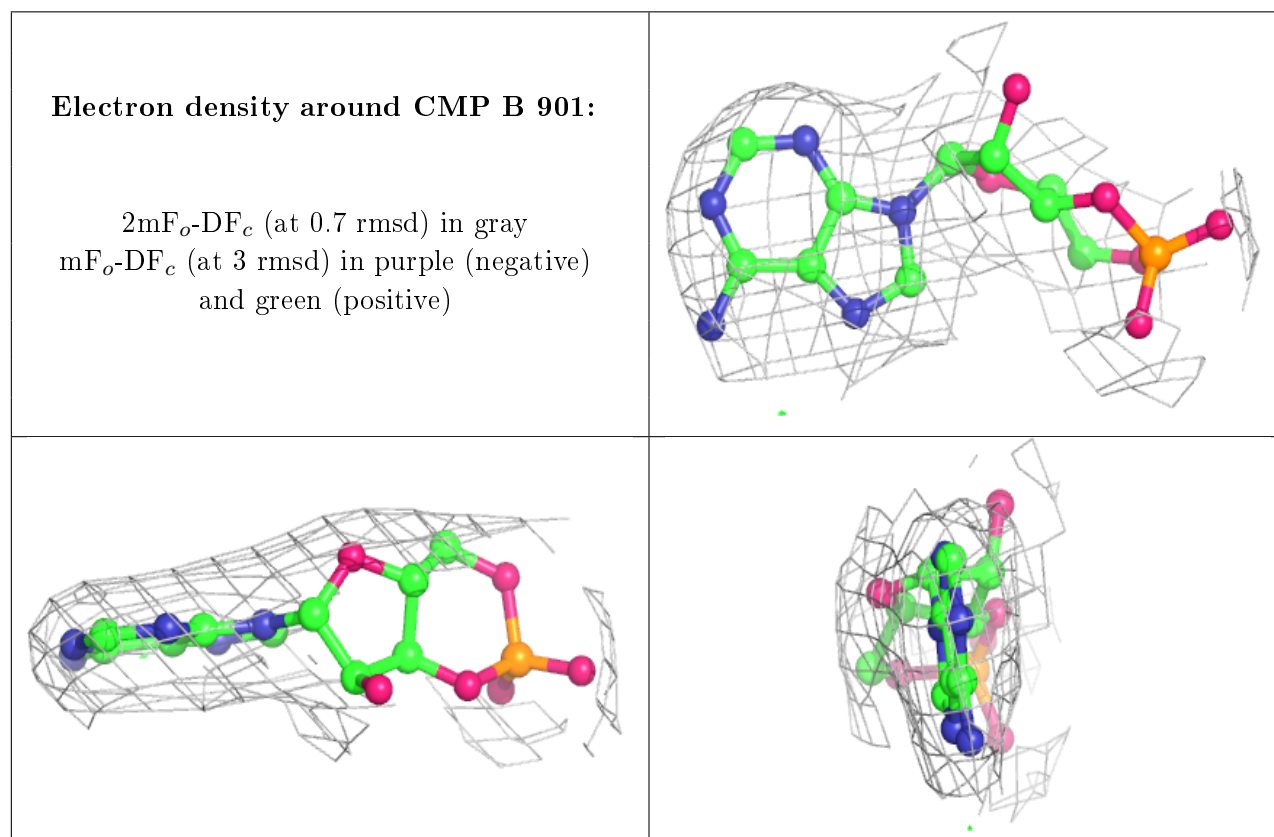 Electron density around CMP B 901:
2mFo-DFc (at 0.7 rmsd) in gray
mFo-DFc (at 3 rmsd) in purple (negative)
and green (positive)